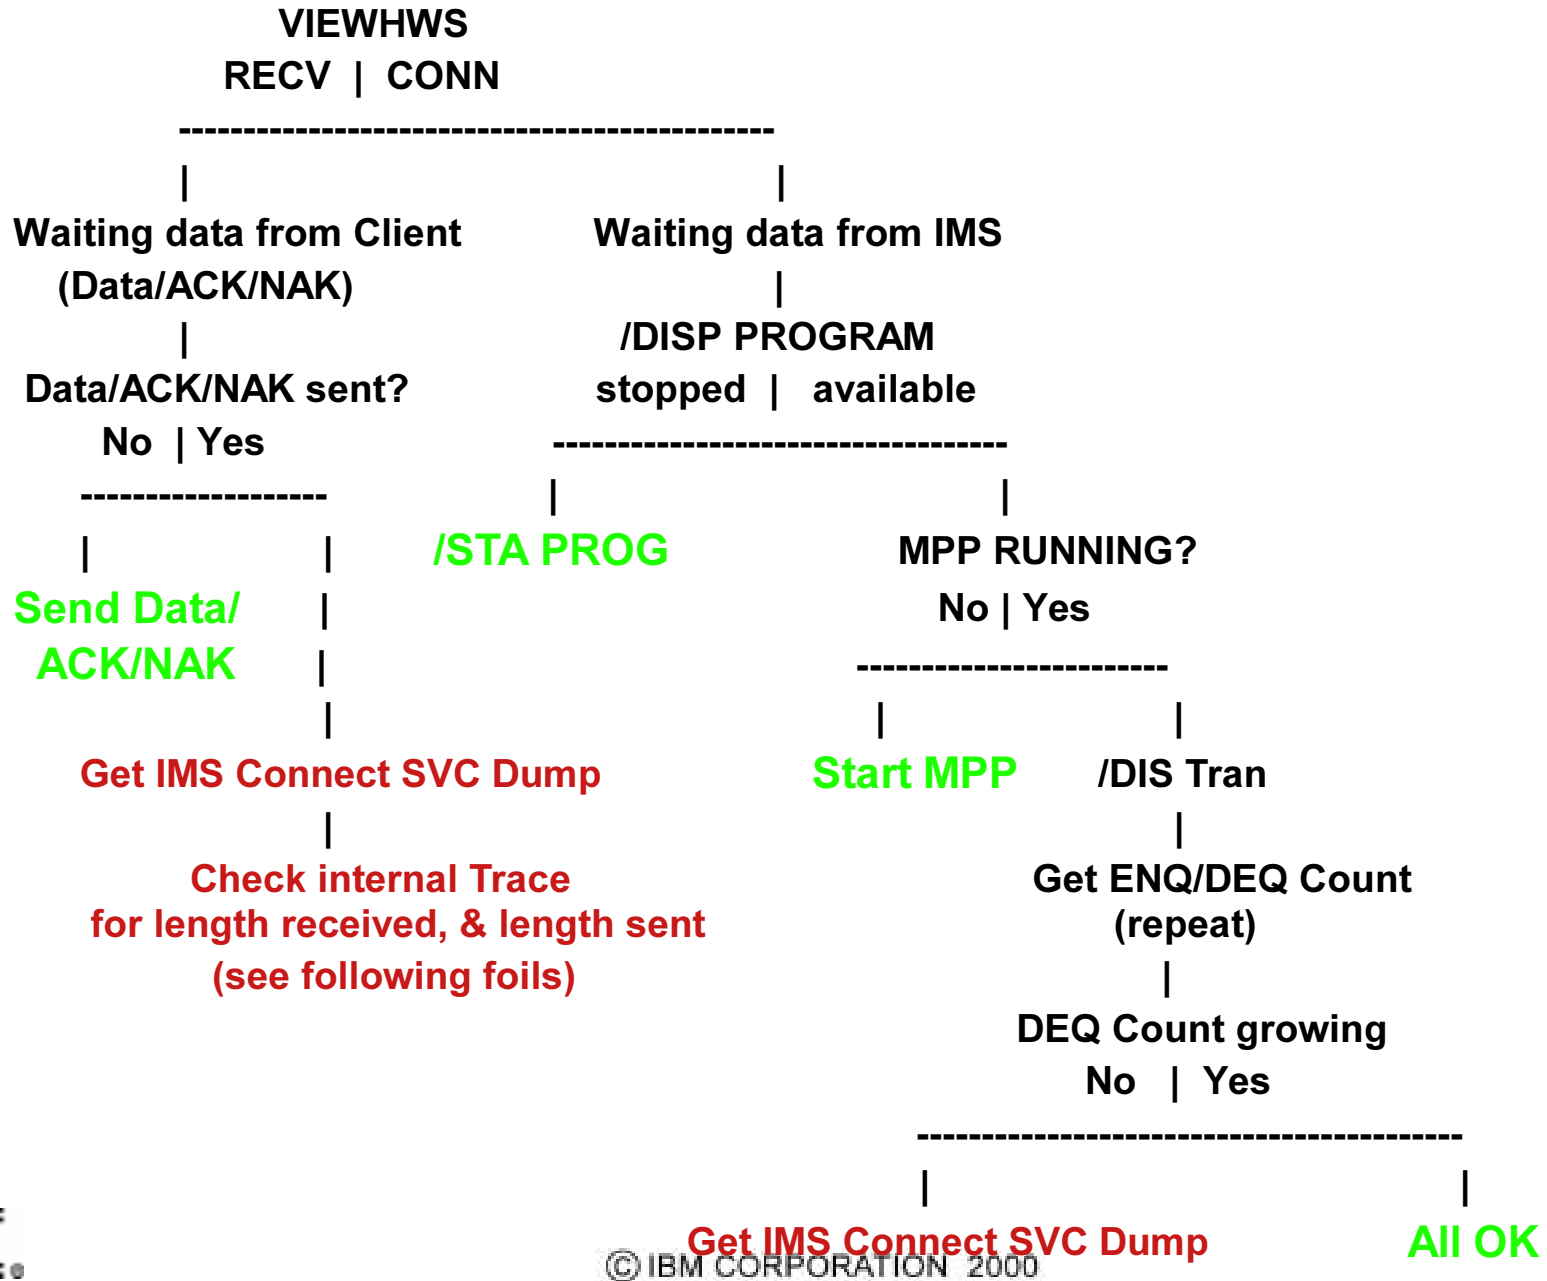 VIEWHWS
RECV | CONN
----------------------------------------------
| |
Waiting data from Client Waiting data from IMS
(Data/ACK/NAK) |
| /DISP PROGRAM
Data/ACK/NAK sent? stopped | available
No | Yes -----------------------------------
------------------- | |
| | /STA PROG MPP RUNNING?
Send Data/ | No | Yes
ACK/NAK | ------------------------
| | |
Get IMS Connect SVC Dump Start MPP /DIS Tran
| |
Check internal Trace Get ENQ/DEQ Count
for length received, & length sent (repeat)
(see following foils) |
DEQ Count growing
No | Yes
------------------------------------------
| |
Get IMS Connect SVC Dump All OK
© IBM CORPORATION 2000